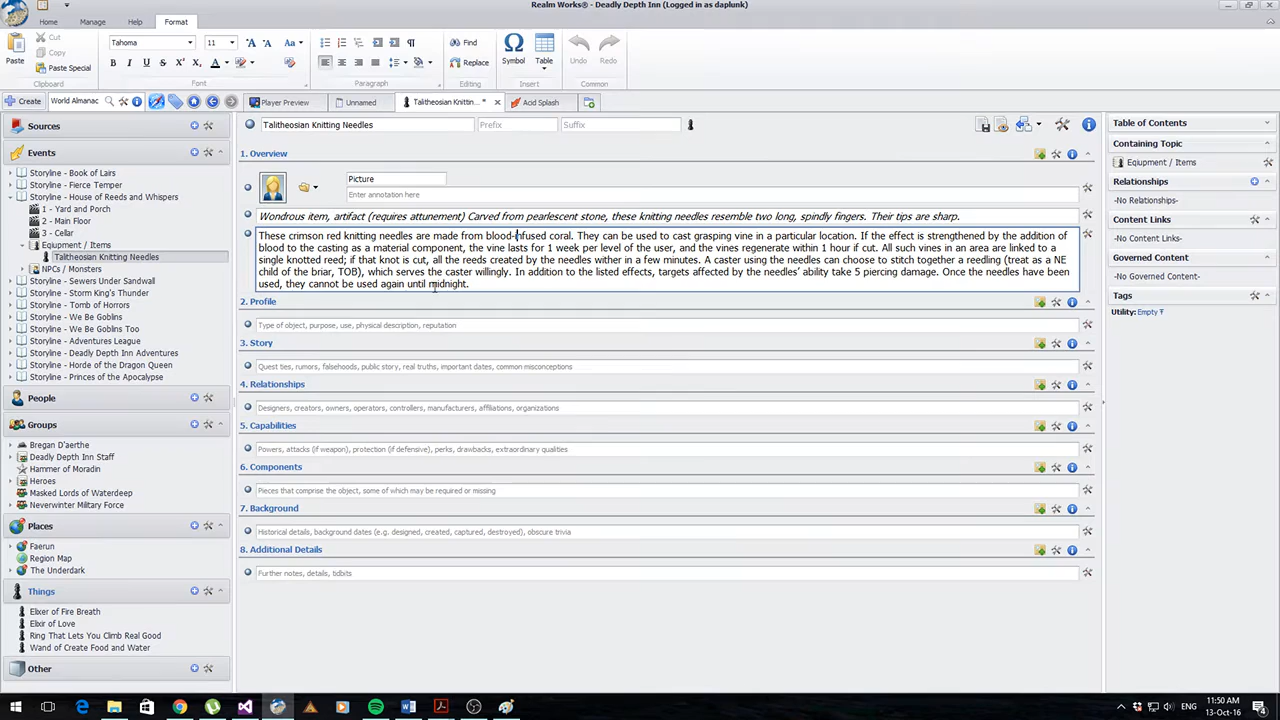 Realm Works® - Deadly Depth Inn (Logged in as daplunk)
Home Manage Help Format
Paste
Cut
Copy
Paste Special
Clipboard
Tahoma 11 Aa
B I U S X₂ X² A
Font
Paragraph
Find
Replace
Editing
Symbol
Table
Insert
Undo
Redo
Common
Create
World Almanac
Player Preview
Unnamed
Talitheosian Knittin... *
Acid Splash
Sources
Events
Storyline - Book of Lairs
Storyline - Fierce Temper
Storyline - House of Reeds and Whispers
1 - Yard and Porch
2 - Main Floor
3 - Cellar
Eqiupment / Items
Talitheosian Knitting Needles
NPCs / Monsters
Storyline - Sewers Under Sandwall
Storyline - Storm King's Thunder
Storyline - Tomb of Horrors
Storyline - We Be Goblins
Storyline - We Be Goblins Too
Storyline - Adventures League
Storyline - Deadly Depth Inn Adventures
Storyline - Horde of the Dragon Queen
Storyline - Princes of the Apocalypse
People
Groups
Bregan D'aerthe
Deadly Depth Inn Staff
Hammer of Moradin
Heroes
Masked Lords of Waterdeep
Neverwinter Military Force
Places
Faerun
Region Map
The Underdark
Things
Elixer of Fire Breath
Elixir of Love
Ring That Lets You Climb Real Good
Wand of Create Food and Water
Other
Talitheosian Knitting Needles
Prefix
Suffix
1. Overview
Picture
Enter annotation here
Wondrous item, artifact (requires attunement) Carved from pearlescent stone, these knitting needles resemble two long, spindly fingers. Their tips are sharp.
These crimson red knitting needles are made from blood-infused coral. They can be used to cast grasping vine in a particular location. If the effect is strengthened by the addition of
blood to the casting as a material component, the vine lasts for 1 week per level of the user, and the vines regenerate within 1 hour if cut. All such vines in an area are linked to a
single knotted reed; if that knot is cut, all the reeds created by the needles wither in a few minutes. A caster using the needles can choose to stitch together a reedling (treat as a NE
child of the briar, TOB), which serves the caster willingly. In addition to the listed effects, targets affected by the needles' ability take 5 piercing damage. Once the needles have been
used, they cannot be used again until midnight.
2. Profile
Type of object, purpose, use, physical description, reputation
3. Story
Quest ties, rumors, falsehoods, public story, real truths, important dates, common misconceptions
4. Relationships
Designers, creators, owners, operators, controllers, manufacturers, affiliations, organizations
5. Capabilities
Powers, attacks (if weapon), protection (if defensive), perks, drawbacks, extraordinary qualities
6. Components
Pieces that comprise the object, some of which may be required or missing
7. Background
Historical details, background dates (e.g. designed, created, captured, destroyed), obscure trivia
8. Additional Details
Further notes, details, tidbits
Table of Contents
Containing Topic
Eqiupment / Items
Relationships
-No Relationships-
Content Links
-No Content Links-
Governed Content
-No Governed Content-
Tags
Utility: Empty
11:50 AM
13-Oct-16